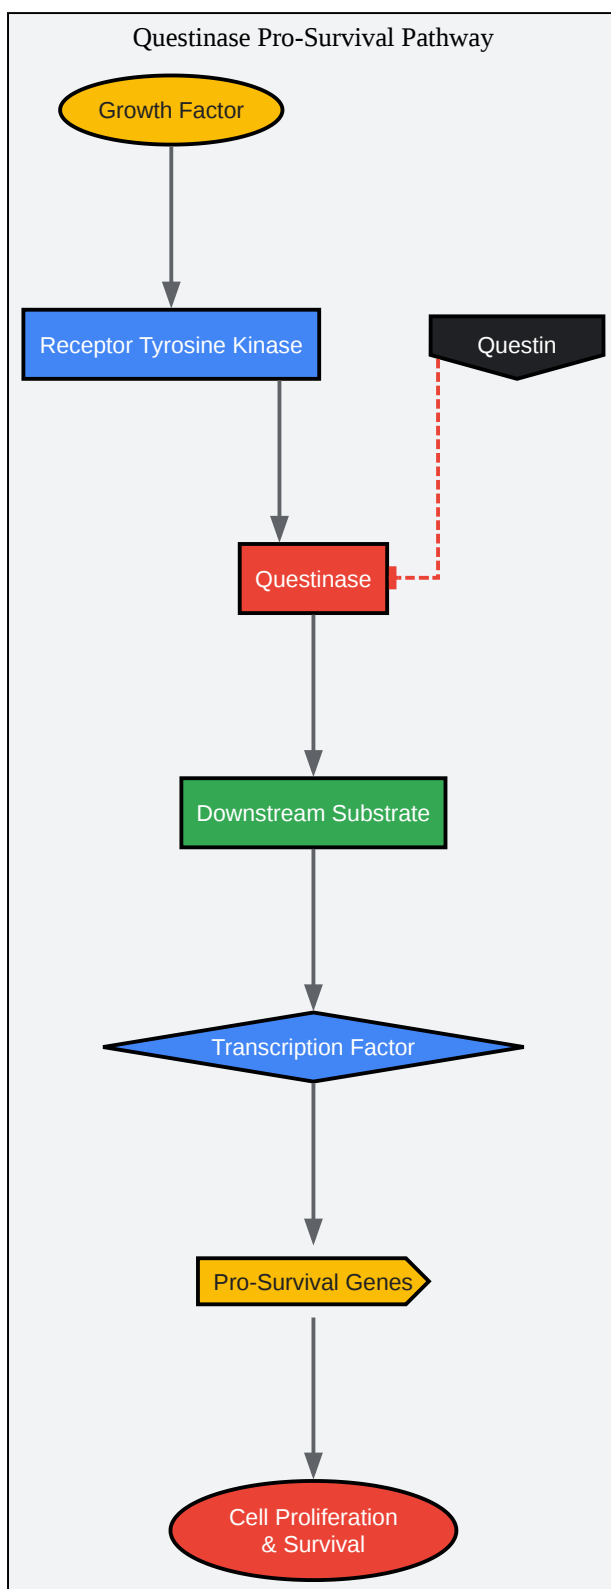 Questinase Pro-Survival Pathway
Growth Factor
Receptor Tyrosine Kinase
Questin
Questinase
Downstream Substrate
Transcription Factor
Pro-Survival Genes
Cell Proliferation
& Survival